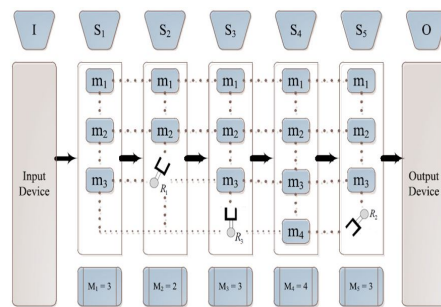 I S1 S2 S3 S4 S5 O
m1 m1 m1 m1 m1
m2 m2 m2 m2 m2
m3 m3 m3 m3
Input
Device
Output
Device
R1
R2
m4
R3
M1 = 3 M2 = 2 M3 = 3 M4 = 4 M5 = 3